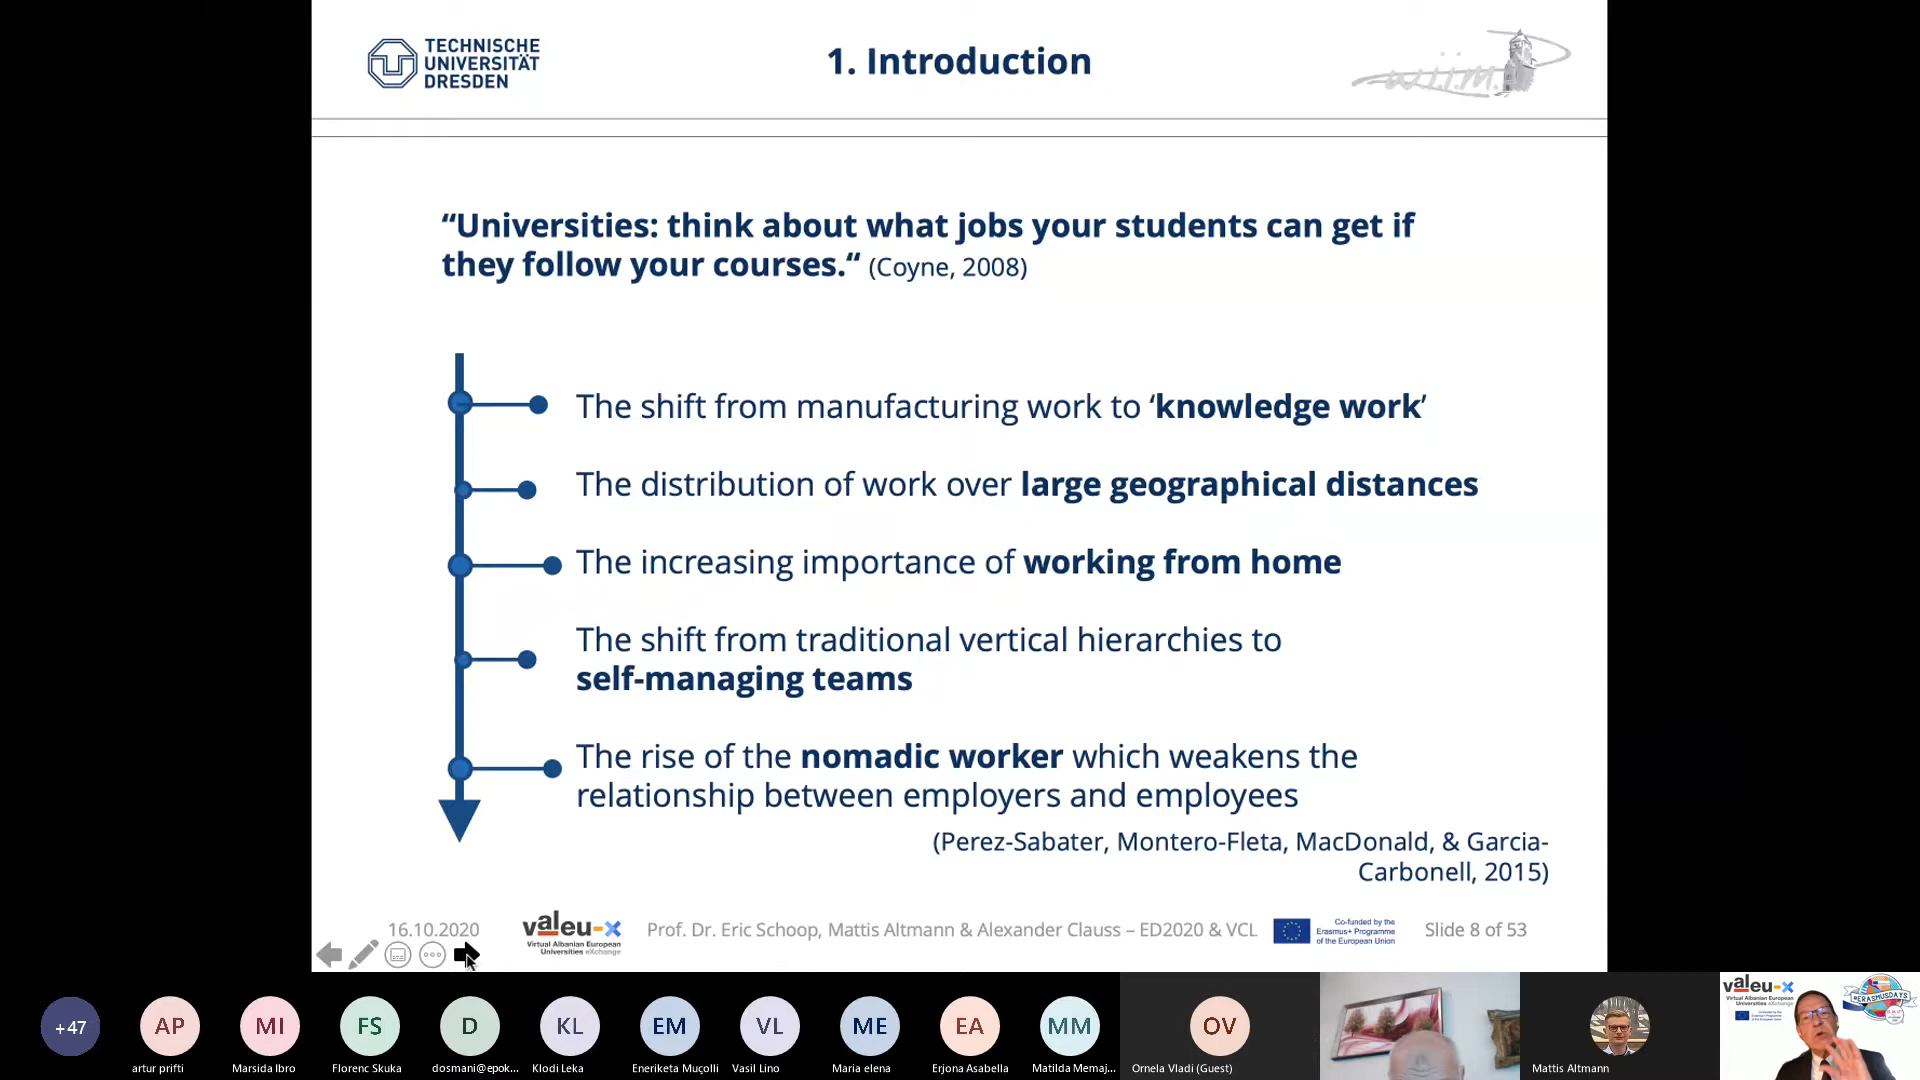 TECHNISCHE
UNIVERSITÄT
DRESDEN
1. Introduction
w.i.i.m.
“Universities: think about what jobs your students can get if
they follow your courses.“ (Coyne, 2008)
The shift from manufacturing work to ‘knowledge work’
The distribution of work over large geographical distances
The increasing importance of working from home
The shift from traditional vertical hierarchies to
self-managing teams
The rise of the nomadic worker which weakens the
relationship between employers and employees
(Perez-Sabater, Montero-Fleta, MacDonald, & Garcia-
Carbonell, 2015)
16.10.2020
valeu-x
Virtual Albanian European
Universities eXchange
Prof. Dr. Eric Schoop, Mattis Altmann & Alexander Clauss – ED2020 & VCL
Co-funded by the
Erasmus+ Programme
of the European Union
Slide 8 of 53
+47
AP
MI
FS
D
KL
EM
VL
ME
EA
MM
OV
artur prifti
Marsida Ibro
Florenc Skuka
dosmani@epok...
Klodi Leka
Eneriketa Muçolli
Vasil Lino
Maria elena
Erjona Asabella
Matilda Memaj...
Ornela Vladi (Guest)
Mattis Altmann
valeu-x
Virtual Albanian European
Universities eXchange
#ERASMUSDAYS